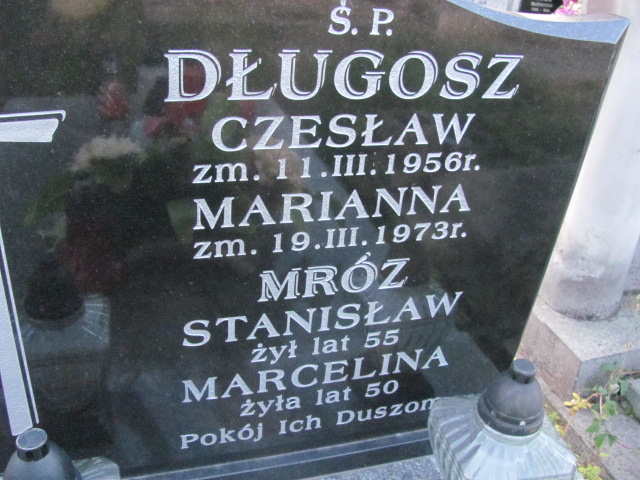 Ś. P.
DŁUGOSZ
CZESŁAW
zm. 11. III. 1956r.
MARIANNA
zm. 19. III. 1973r.
MRÓZ
STANISŁAW
żył lat 55
MARCELINA
żyła lat 50
Pokój Ich Duszom